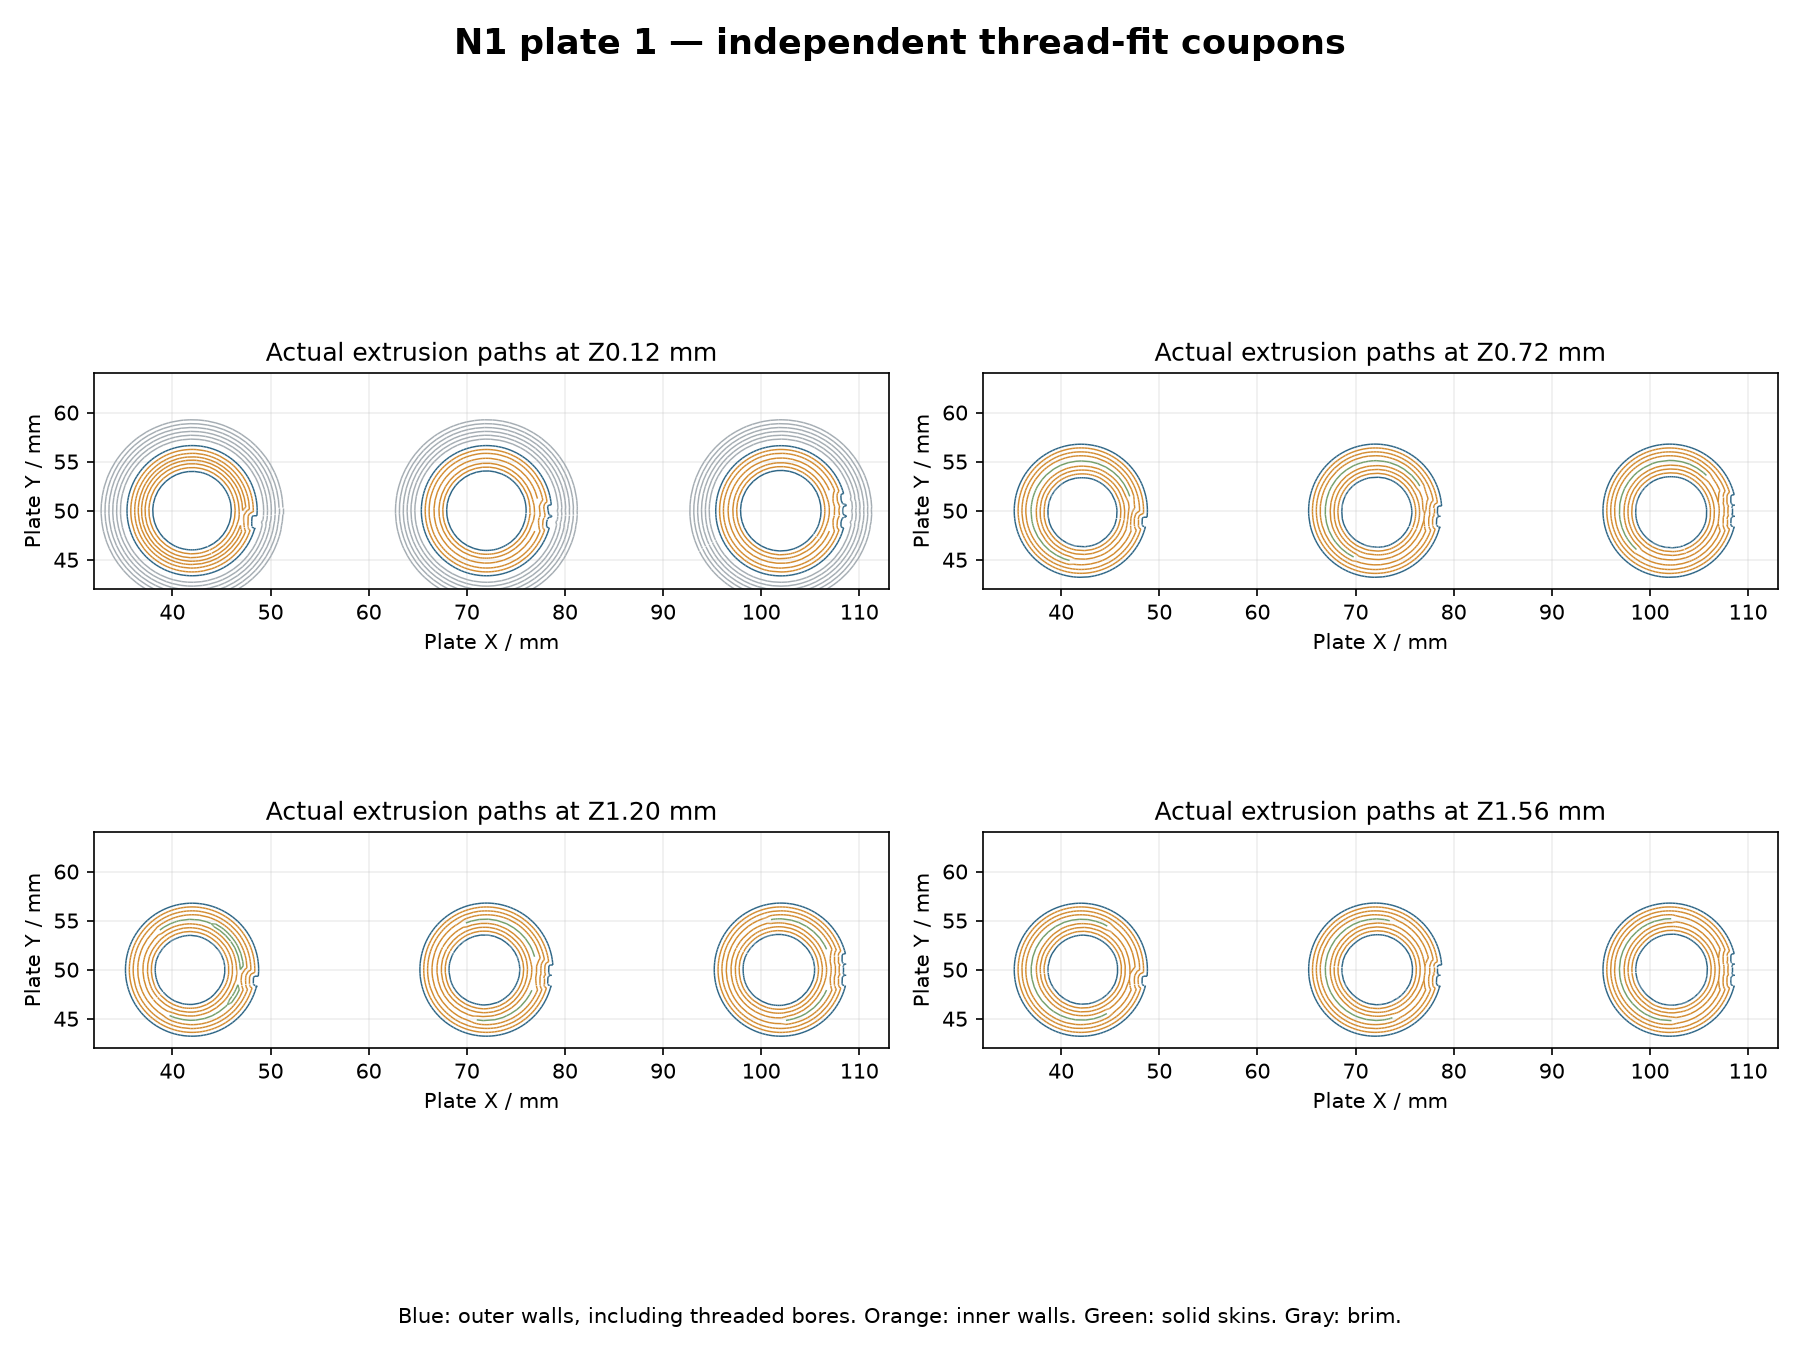 N1 plate 1 — independent thread-fit coupons
Actual extrusion paths at Z0.12 mm
Plate Y / mm
60
55
50
45
40 50 60 70 80 90 100 110
Plate X / mm
Actual extrusion paths at Z0.72 mm
Plate Y / mm
60
55
50
45
40 50 60 70 80 90 100 110
Plate X / mm
Actual extrusion paths at Z1.20 mm
Plate Y / mm
60
55
50
45
40 50 60 70 80 90 100 110
Plate X / mm
Actual extrusion paths at Z1.56 mm
Plate Y / mm
60
55
50
45
40 50 60 70 80 90 100 110
Plate X / mm
Blue: outer walls, including threaded bores. Orange: inner walls. Green: solid skins. Gray: brim.